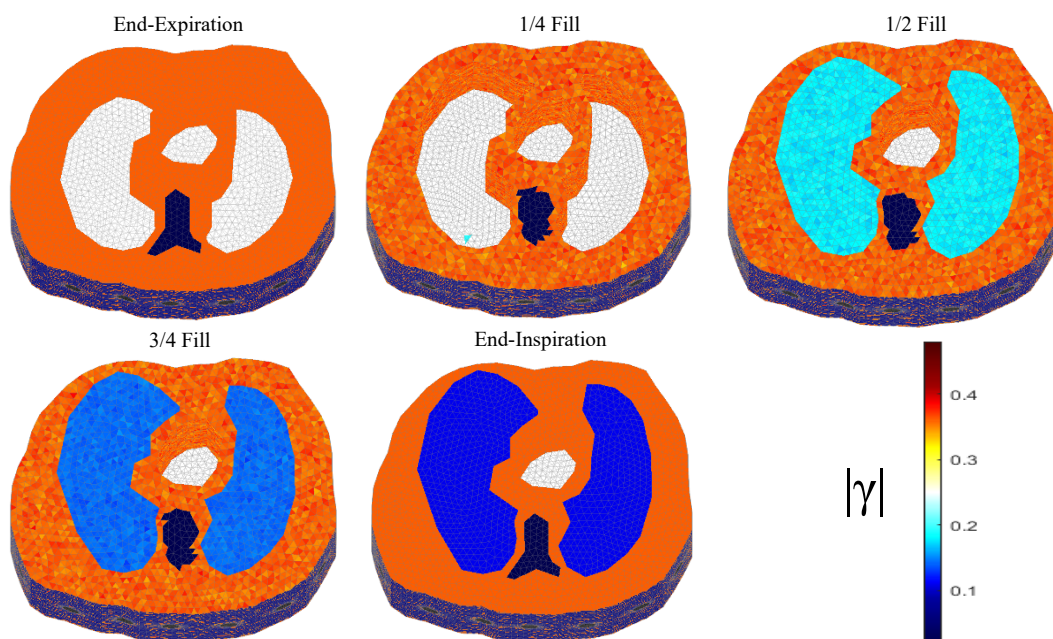 End-Expiration
1/4 Fill
1/2 Fill
3/4 Fill
End-Inspiration
0.4
0.3
|γ|
0.2
0.1